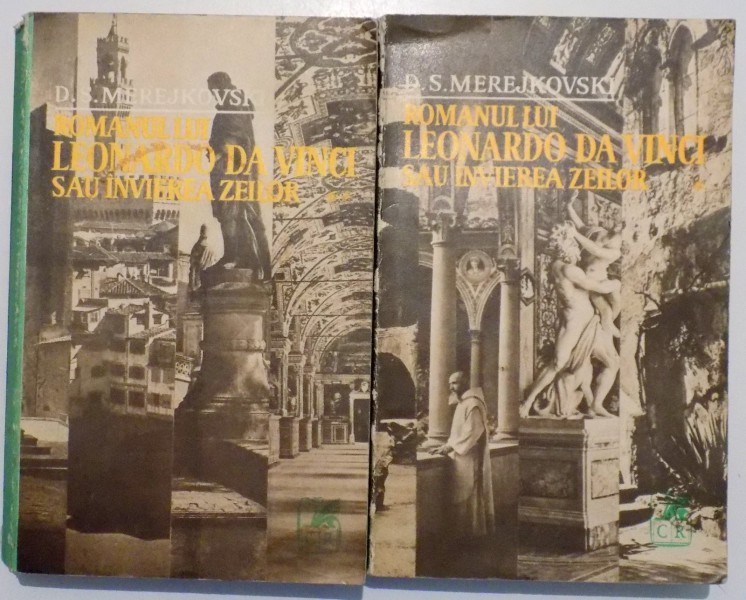 D. S. MEREJKOVSKI
ROMANUL LUI
LEONARDO DA VINCI
SAU ÎNVIEREA ZEILOR **
D. S. MEREJKOVSKI
ROMANUL LUI
LEONARDO DA VINCI
SAU ÎNVIEREA ZEILOR *
C R
C R